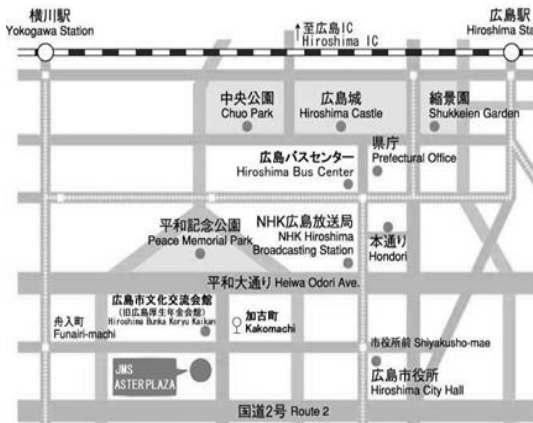 横川駅
Yokogawa Station
至広島IC
Hiroshima IC
広島駅
Hiroshima Sta
中央公園
Chuo Park
広島城
Hiroshima Castle
縮景園
Shukkeien Garden
県庁
Prefectural Office
広島バスセンター
Hiroshima Bus Center
平和記念公園
Peace Memorial Park
NHK広島放送局
NHK Hiroshima
Broadcasting Station
本通り
Hondori
平和大通り Heiwa Odori Ave.
広島市文化交流会館
(旧広島厚生年金会館)
Hiroshima Bunka Koryu Kaikan
舟入町
Funairi-machi
加古町
Kakomachi
市役所前 Shiyakusho-mae
JMS
ASTERPLAZA
広島市役所
Hiroshima City Hall
国道2号 Route 2